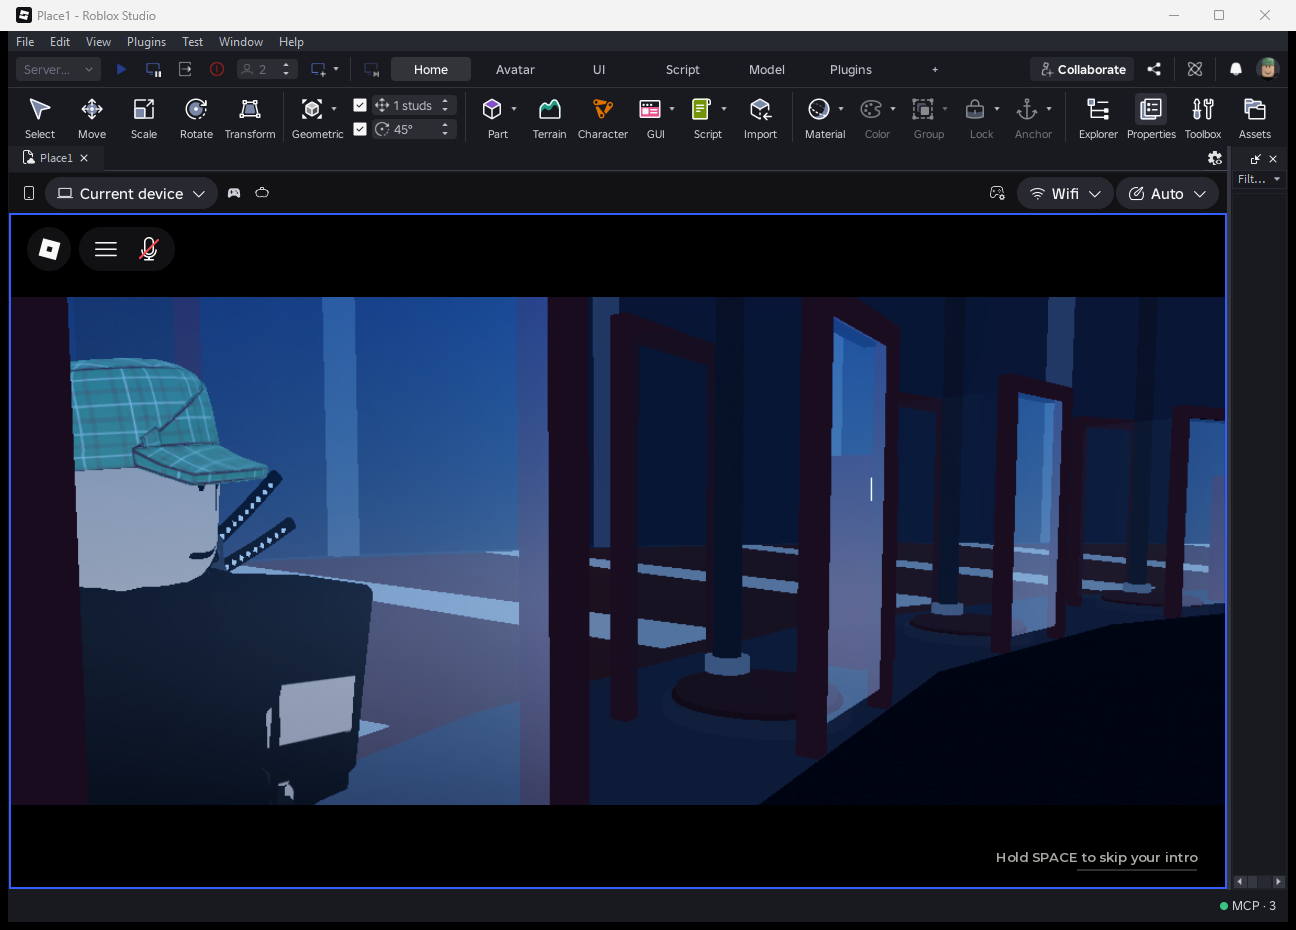 Place1 - Roblox Studio
File Edit View Plugins Test Window Help
Server... 2 Home Avatar UI Script Model Plugins + Collaborate
1 studs
45°
Select Move Scale Rotate Transform Geometric Part Terrain Character GUI Script Import Material Color Group Lock Anchor Explorer Properties Toolbox Assets
Place1
Filt...
Current device Wifi Auto
Hold SPACE to skip your intro
MCP · 3